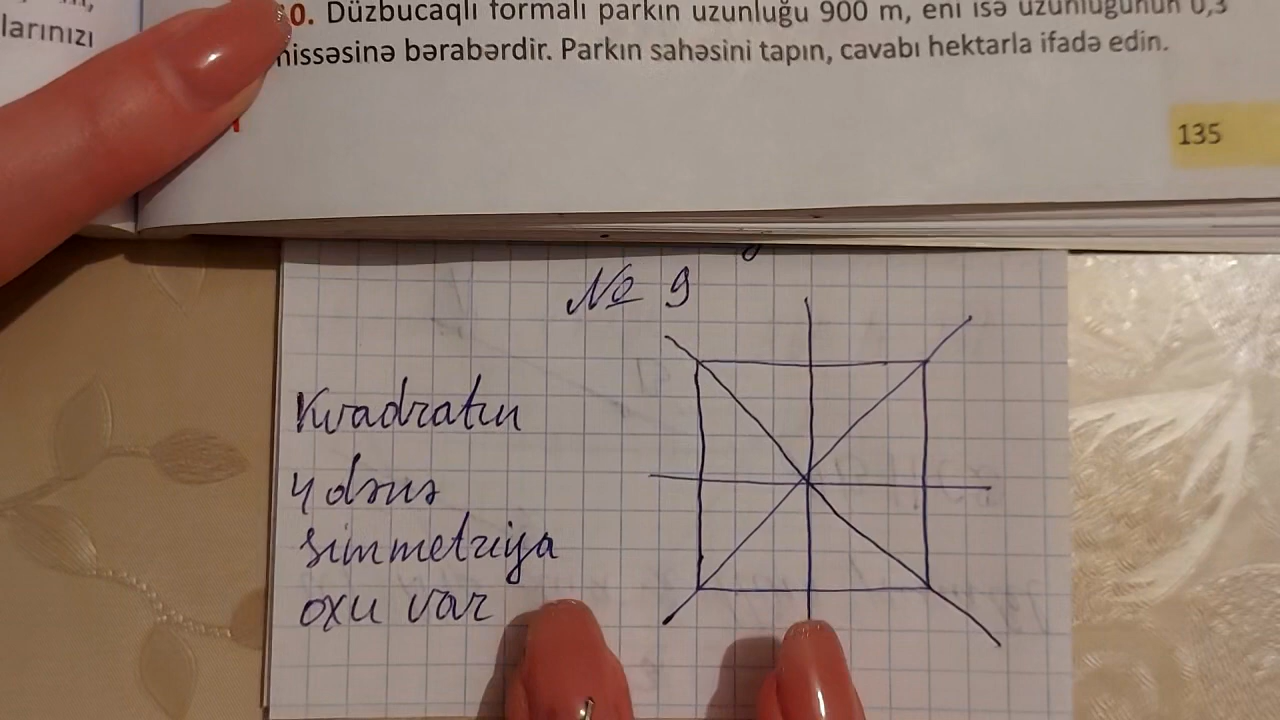 larınızı
0. Düzbucaqlı formalı parkın uzunluğu 900 m, eni isə uzunluğunun 0,3
hissəsinə bərabərdir. Parkın sahəsini tapın, cavabı hektarla ifadə edin.
135
№ 9
Kvadratın
4 dənə
simmetriya
oxu var